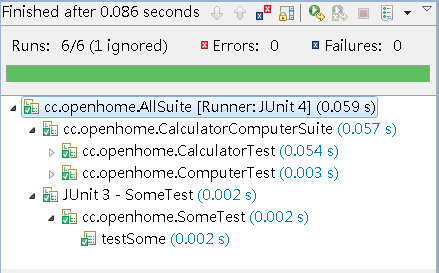 Finished after 0.086 seconds
Runs: 6/6 (1 ignored) Errors: 0 Failures: 0
cc.openhome.AllSuite [Runner: JUnit 4] (0.059 s)
cc.openhome.CalculatorComputerSuite (0.057 s)
cc.openhome.CalculatorTest (0.054 s)
cc.openhome.ComputerTest (0.003 s)
JUnit 3 - SomeTest (0.002 s)
cc.openhome.SomeTest (0.002 s)
testSome (0.002 s)